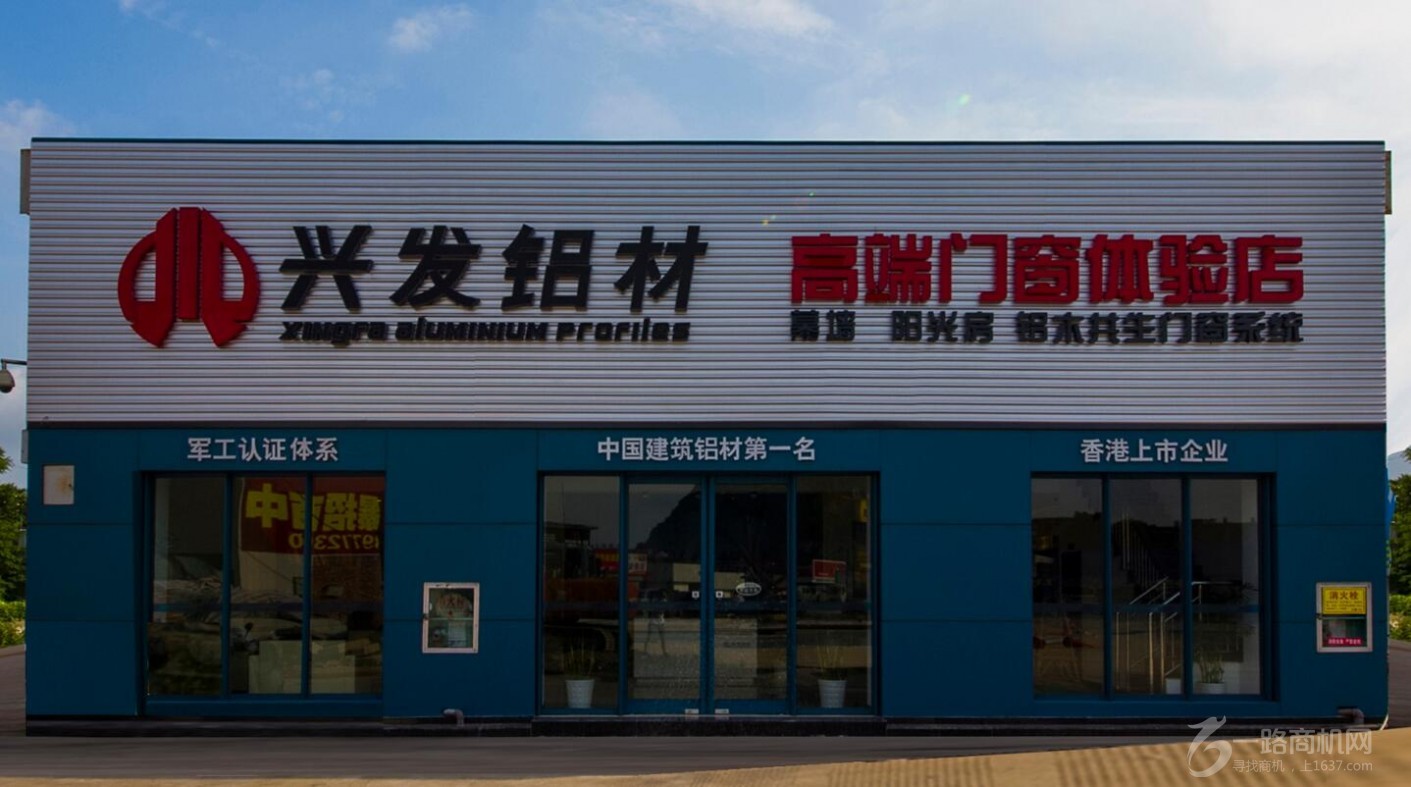 兴发铝材
XINGFA ALUMINIUM PROFILES
高端门窗体验店
幕墙 阳光房 铝木共生门窗系统
军工认证体系
中国建筑铝材第一名
香港上市企业
中招
消火栓
一路商机网
寻找商机，上1637.com